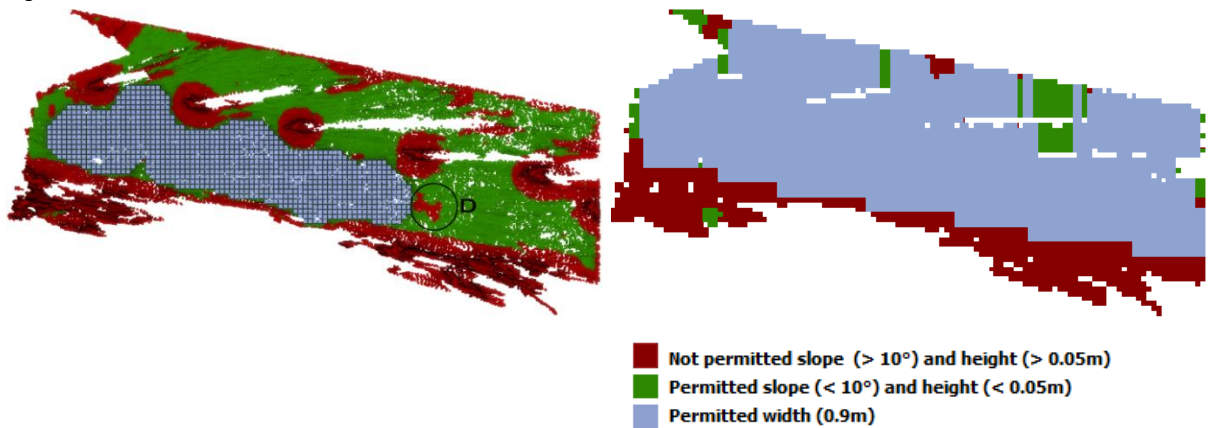 D
Not permitted slope (> 10°) and height (> 0.05m)
Permitted slope (< 10°) and height (< 0.05m)
Permitted width (0.9m)